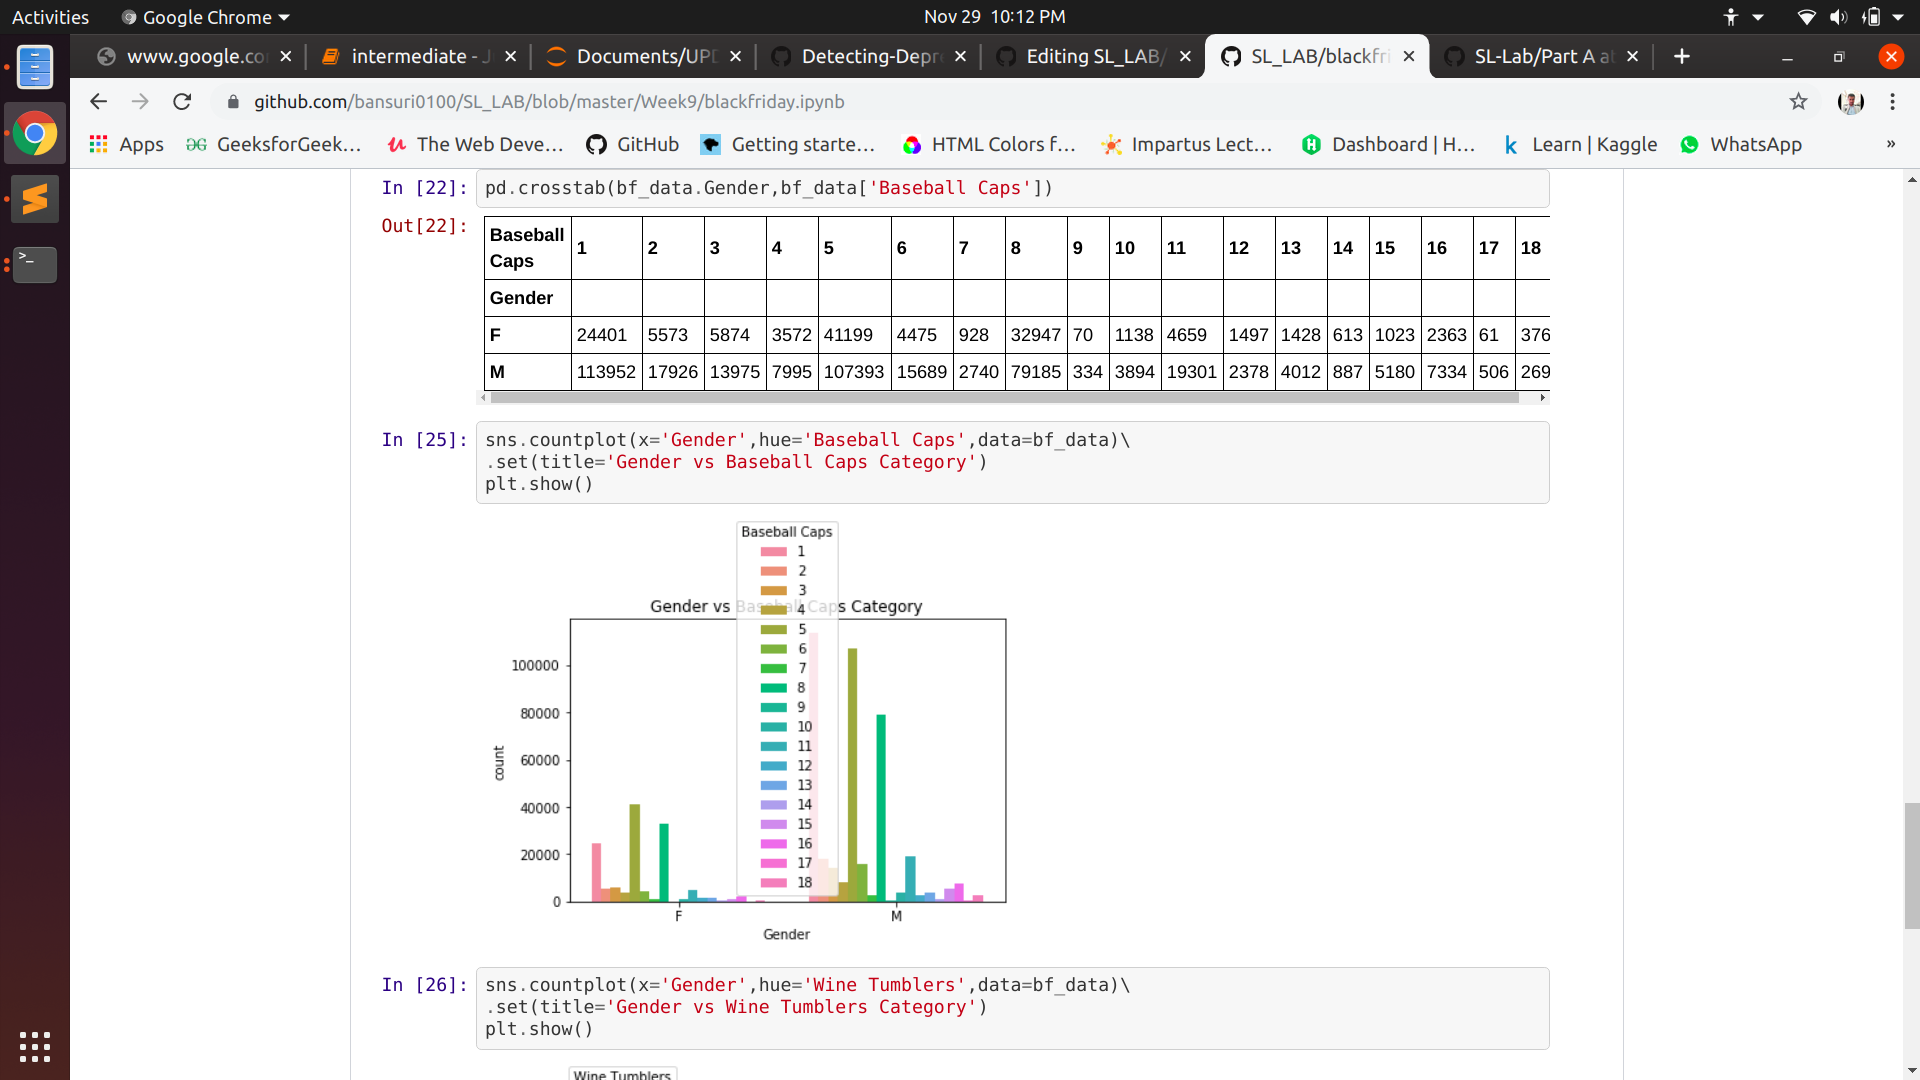 Activities Google Chrome Nov 29 10:12 PM
www.google.co intermediate - J Documents/UPD Detecting-Depre Editing SL_LAB/ SL_LAB/blackfri SL-Lab/Part A at
github.com/bansuri0100/SL_LAB/blob/master/Week9/blackfriday.ipynb
Apps GeeksforGeek... The Web Deve... GitHub Getting starte... HTML Colors f... Impartus Lect... Dashboard | H... Learn | Kaggle WhatsApp »
In [22]: pd.crosstab(bf_data.Gender,bf_data['Baseball Caps'])
Out[22]:
Baseball Caps 1 2 3 4 5 6 7 8 9 10 11 12 13 14 15 16 17 18
Gender
F 24401 5573 5874 3572 41199 4475 928 32947 70 1138 4659 1497 1428 613 1023 2363 61 376
M 113952 17926 13975 7995 107393 15689 2740 79185 334 3894 19301 2378 4012 887 5180 7334 506 269
In [25]: sns.countplot(x='Gender',hue='Baseball Caps',data=bf_data)\
.set(title='Gender vs Baseball Caps Category')
plt.show()
Baseball Caps
1
2
3
4
5
6
7
8
9
10
11
12
13
14
15
16
17
18
Gender vs Baseball Caps Category
100000
80000
60000
40000
20000
0
count
F M
Gender
In [26]: sns.countplot(x='Gender',hue='Wine Tumblers',data=bf_data)\
.set(title='Gender vs Wine Tumblers Category')
plt.show()
Wine Tumblers